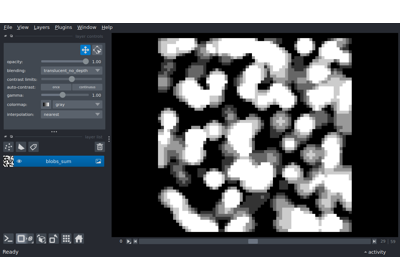 File View Layers Plugins Window Help
opacity: 1.00
blending: translucent_no_depth
contrast limits:
auto-contrast: once continuous
gamma: 1.00
colormap: gray
interpolation: nearest
blobs_sum
Ready
activity